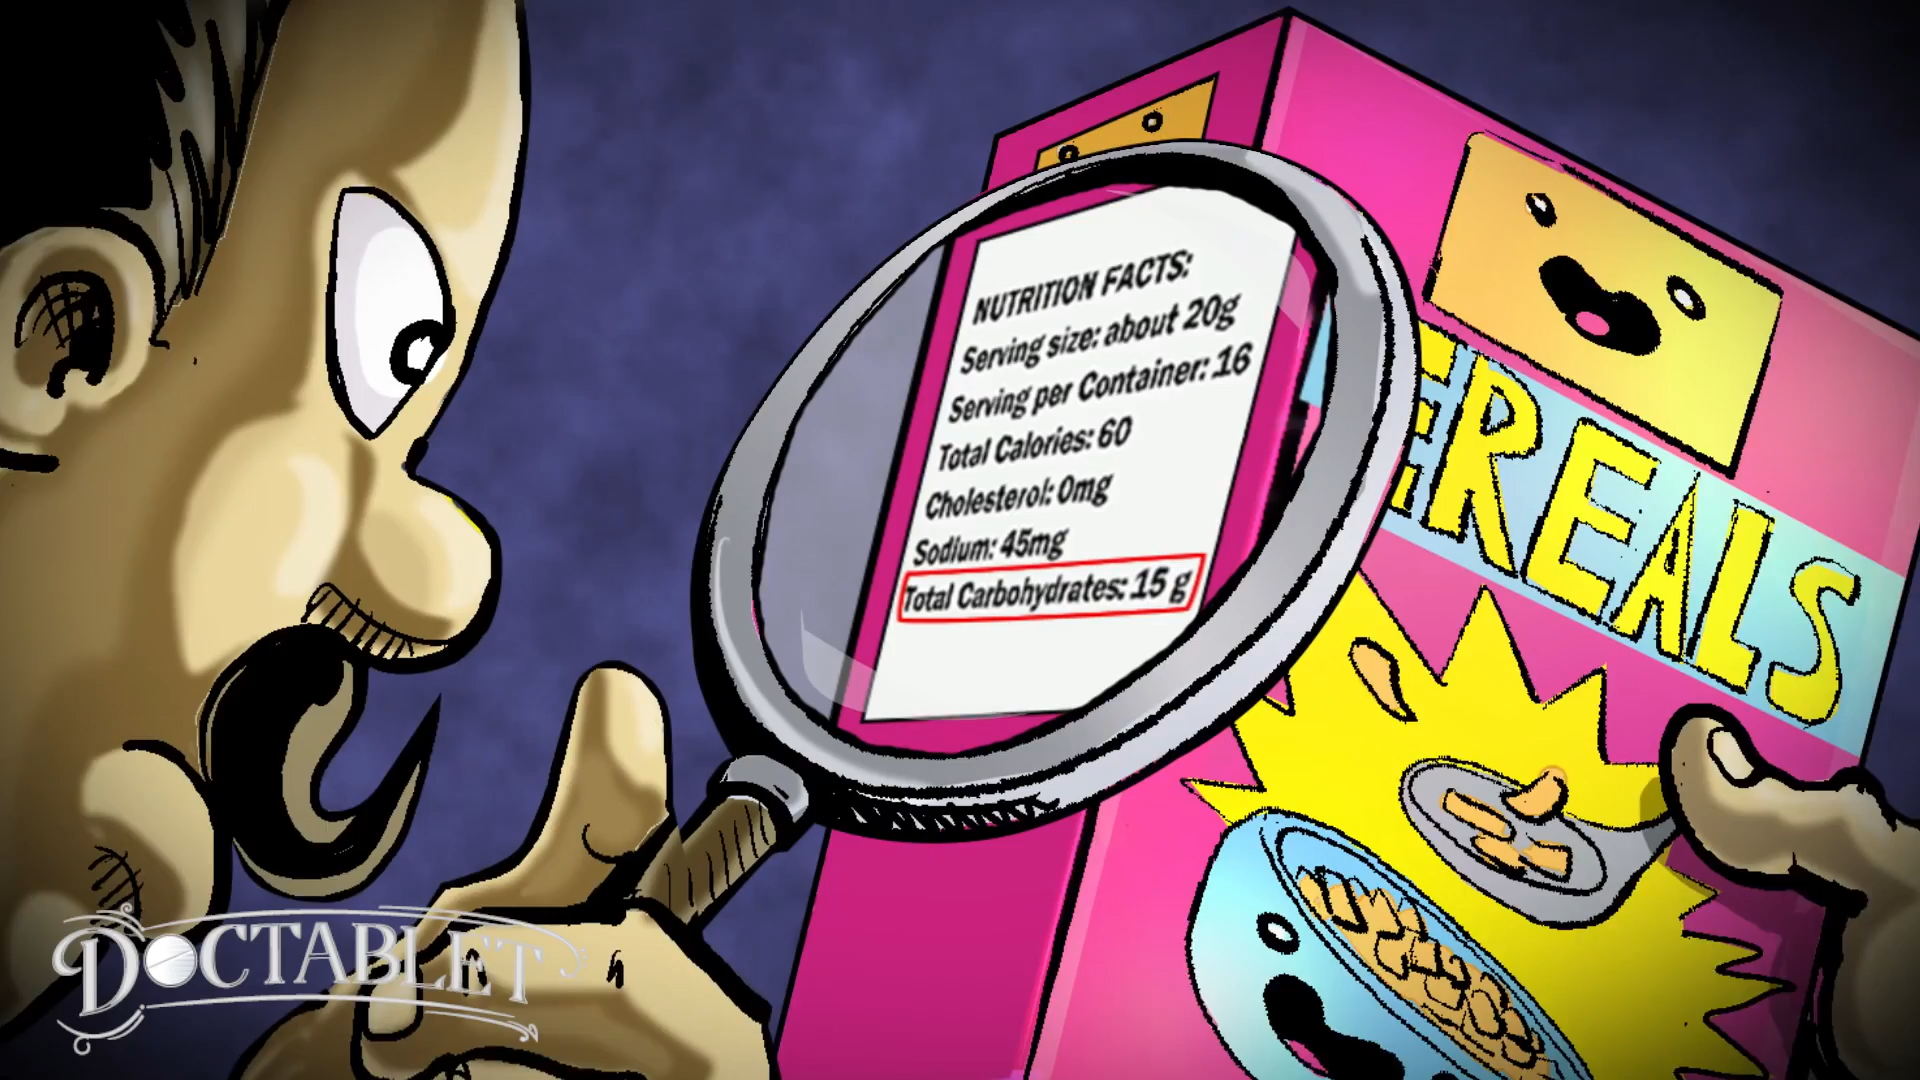 NUTRITION FACTS:
Serving size: about 20g
Serving per Container: 16
Total Calories: 60
Cholesterol: 0mg
Sodium: 45mg
Total Carbohydrates: 15 g
EREALS
DOCTABLET